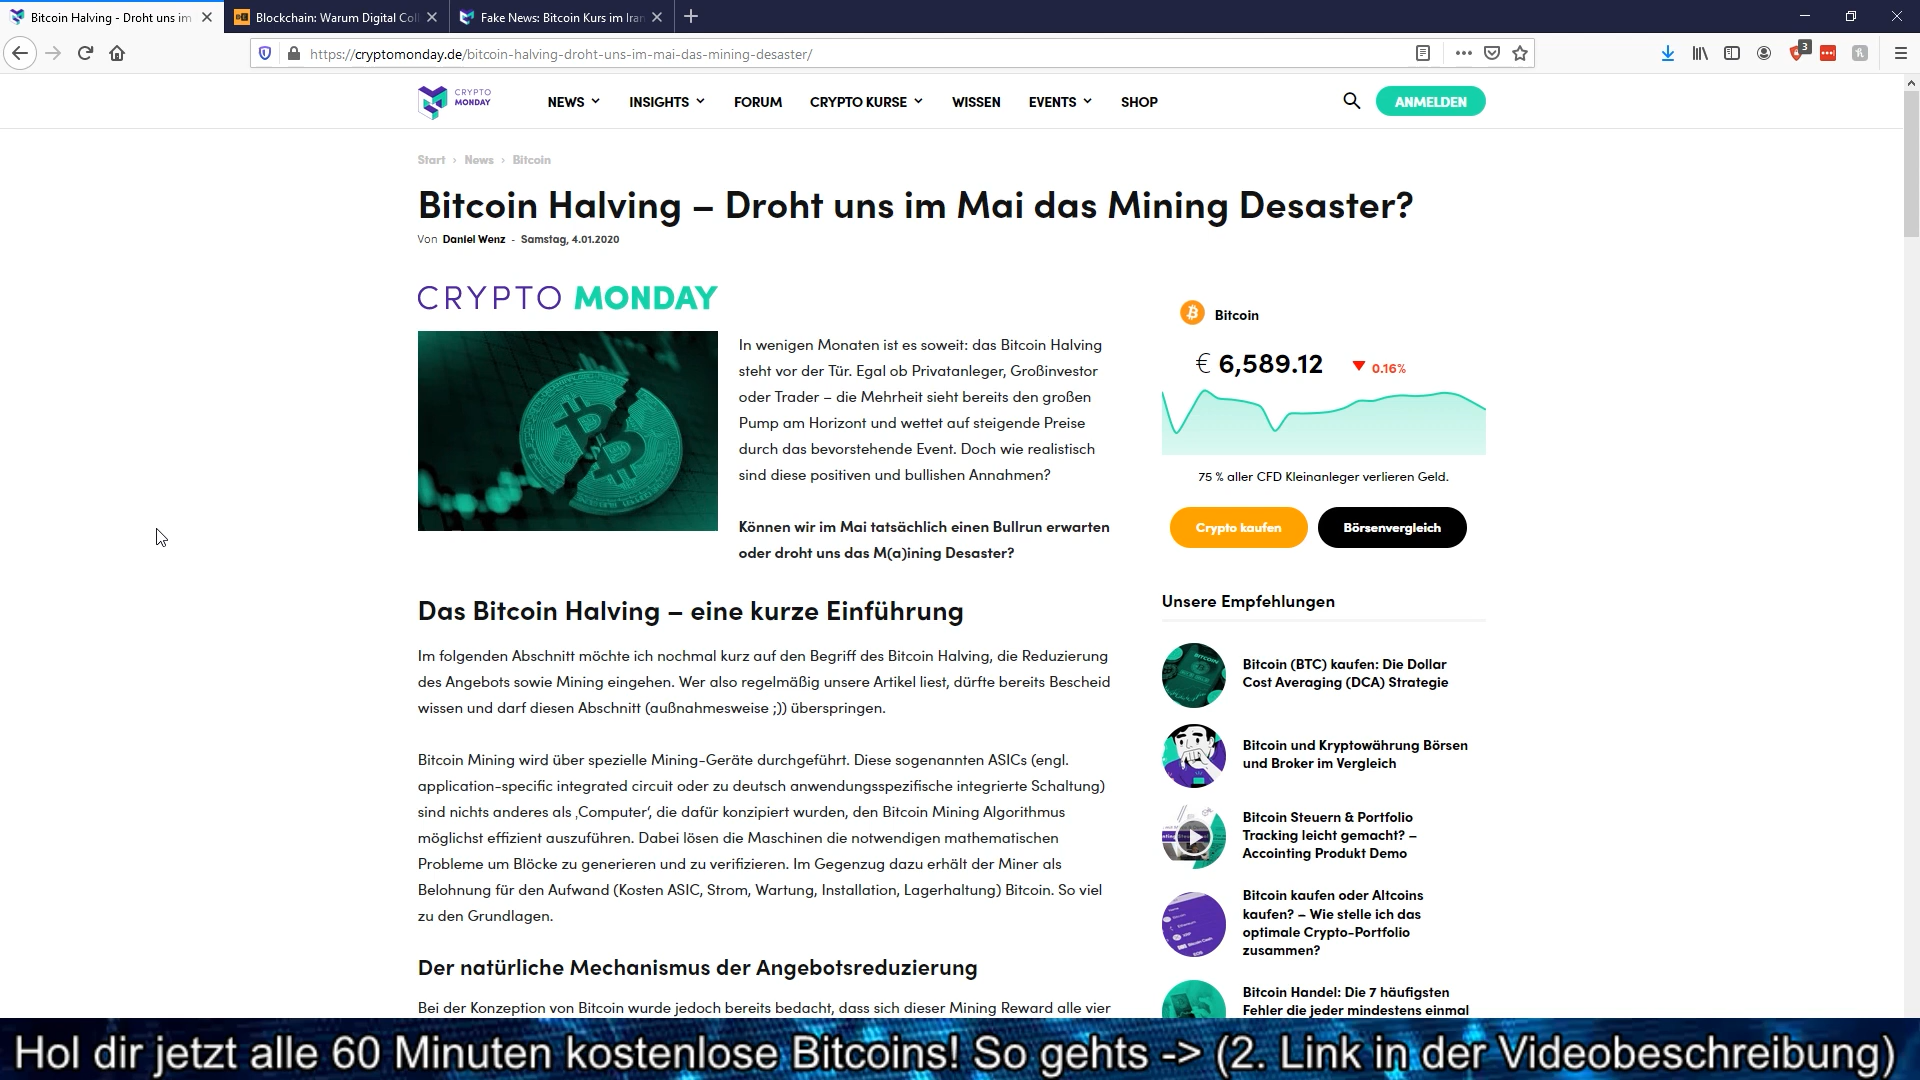 Bitcoin Halving - Droht uns im
Blockchain: Warum Digital Coll
Fake News: Bitcoin Kurs im Iran
https://cryptomonday.de/bitcoin-halving-droht-uns-im-mai-das-mining-desaster/
3
CRYPTO
MONDAY
NEWS
INSIGHTS
FORUM
CRYPTO KURSE
WISSEN
EVENTS
SHOP
ANMELDEN
Start › News › Bitcoin
Bitcoin Halving – Droht uns im Mai das Mining Desaster?
Von Daniel Wenz - Samstag, 4.01.2020
CRYPTO MONDAY
In wenigen Monaten ist es soweit: das Bitcoin Halving
steht vor der Tür. Egal ob Privatanleger, Großinvestor
oder Trader – die Mehrheit sieht bereits den großen
Pump am Horizont und wettet auf steigende Preise
durch das bevorstehende Event. Doch wie realistisch
sind diese positiven und bullishen Annahmen?
Können wir im Mai tatsächlich einen Bullrun erwarten
oder droht uns das M(a)ining Desaster?
Das Bitcoin Halving – eine kurze Einführung
Im folgenden Abschnitt möchte ich nochmal kurz auf den Begriff des Bitcoin Halving, die Reduzierung
des Angebots sowie Mining eingehen. Wer also regelmäßig unsere Artikel liest, dürfte bereits Bescheid
wissen und darf diesen Abschnitt (außnahmesweise ;)) überspringen.
Bitcoin Mining wird über spezielle Mining-Geräte durchgeführt. Diese sogenannten ASICs (engl.
application-specific integrated circuit oder zu deutsch anwendungsspezifische integrierte Schaltung)
sind nichts anderes als ‚Computer‘, die dafür konzipiert wurden, den Bitcoin Mining Algorithmus
möglichst effizient auszuführen. Dabei lösen die Maschinen die notwendigen mathematischen
Probleme um Blöcke zu generieren und zu verifizieren. Im Gegenzug dazu erhält der Miner als
Belohnung für den Aufwand (Kosten ASIC, Strom, Wartung, Installation, Lagerhaltung) Bitcoin. So viel
zu den Grundlagen.
Der natürliche Mechanismus der Angebotsreduzierung
Bei der Konzeption von Bitcoin wurde jedoch bereits bedacht, dass sich dieser Mining Reward alle vier
Bitcoin
€ 6,589.12 ▼ 0.16%
75 % aller CFD Kleinanleger verlieren Geld.
Crypto kaufen
Börsenvergleich
Unsere Empfehlungen
Bitcoin (BTC) kaufen: Die Dollar
Cost Averaging (DCA) Strategie
Bitcoin und Kryptowährung Börsen
und Broker im Vergleich
Bitcoin Steuern & Portfolio
Tracking leicht gemacht? –
Accointing Produkt Demo
Bitcoin kaufen oder Altcoins
kaufen? – Wie stelle ich das
optimale Crypto-Portfolio
zusammen?
Bitcoin Handel: Die 7 häufigsten
Fehler die jeder mindestens einmal
Hol dir jetzt alle 60 Minuten kostenlose Bitcoins! So gehts -> (2. Link in der Videobeschreibung)